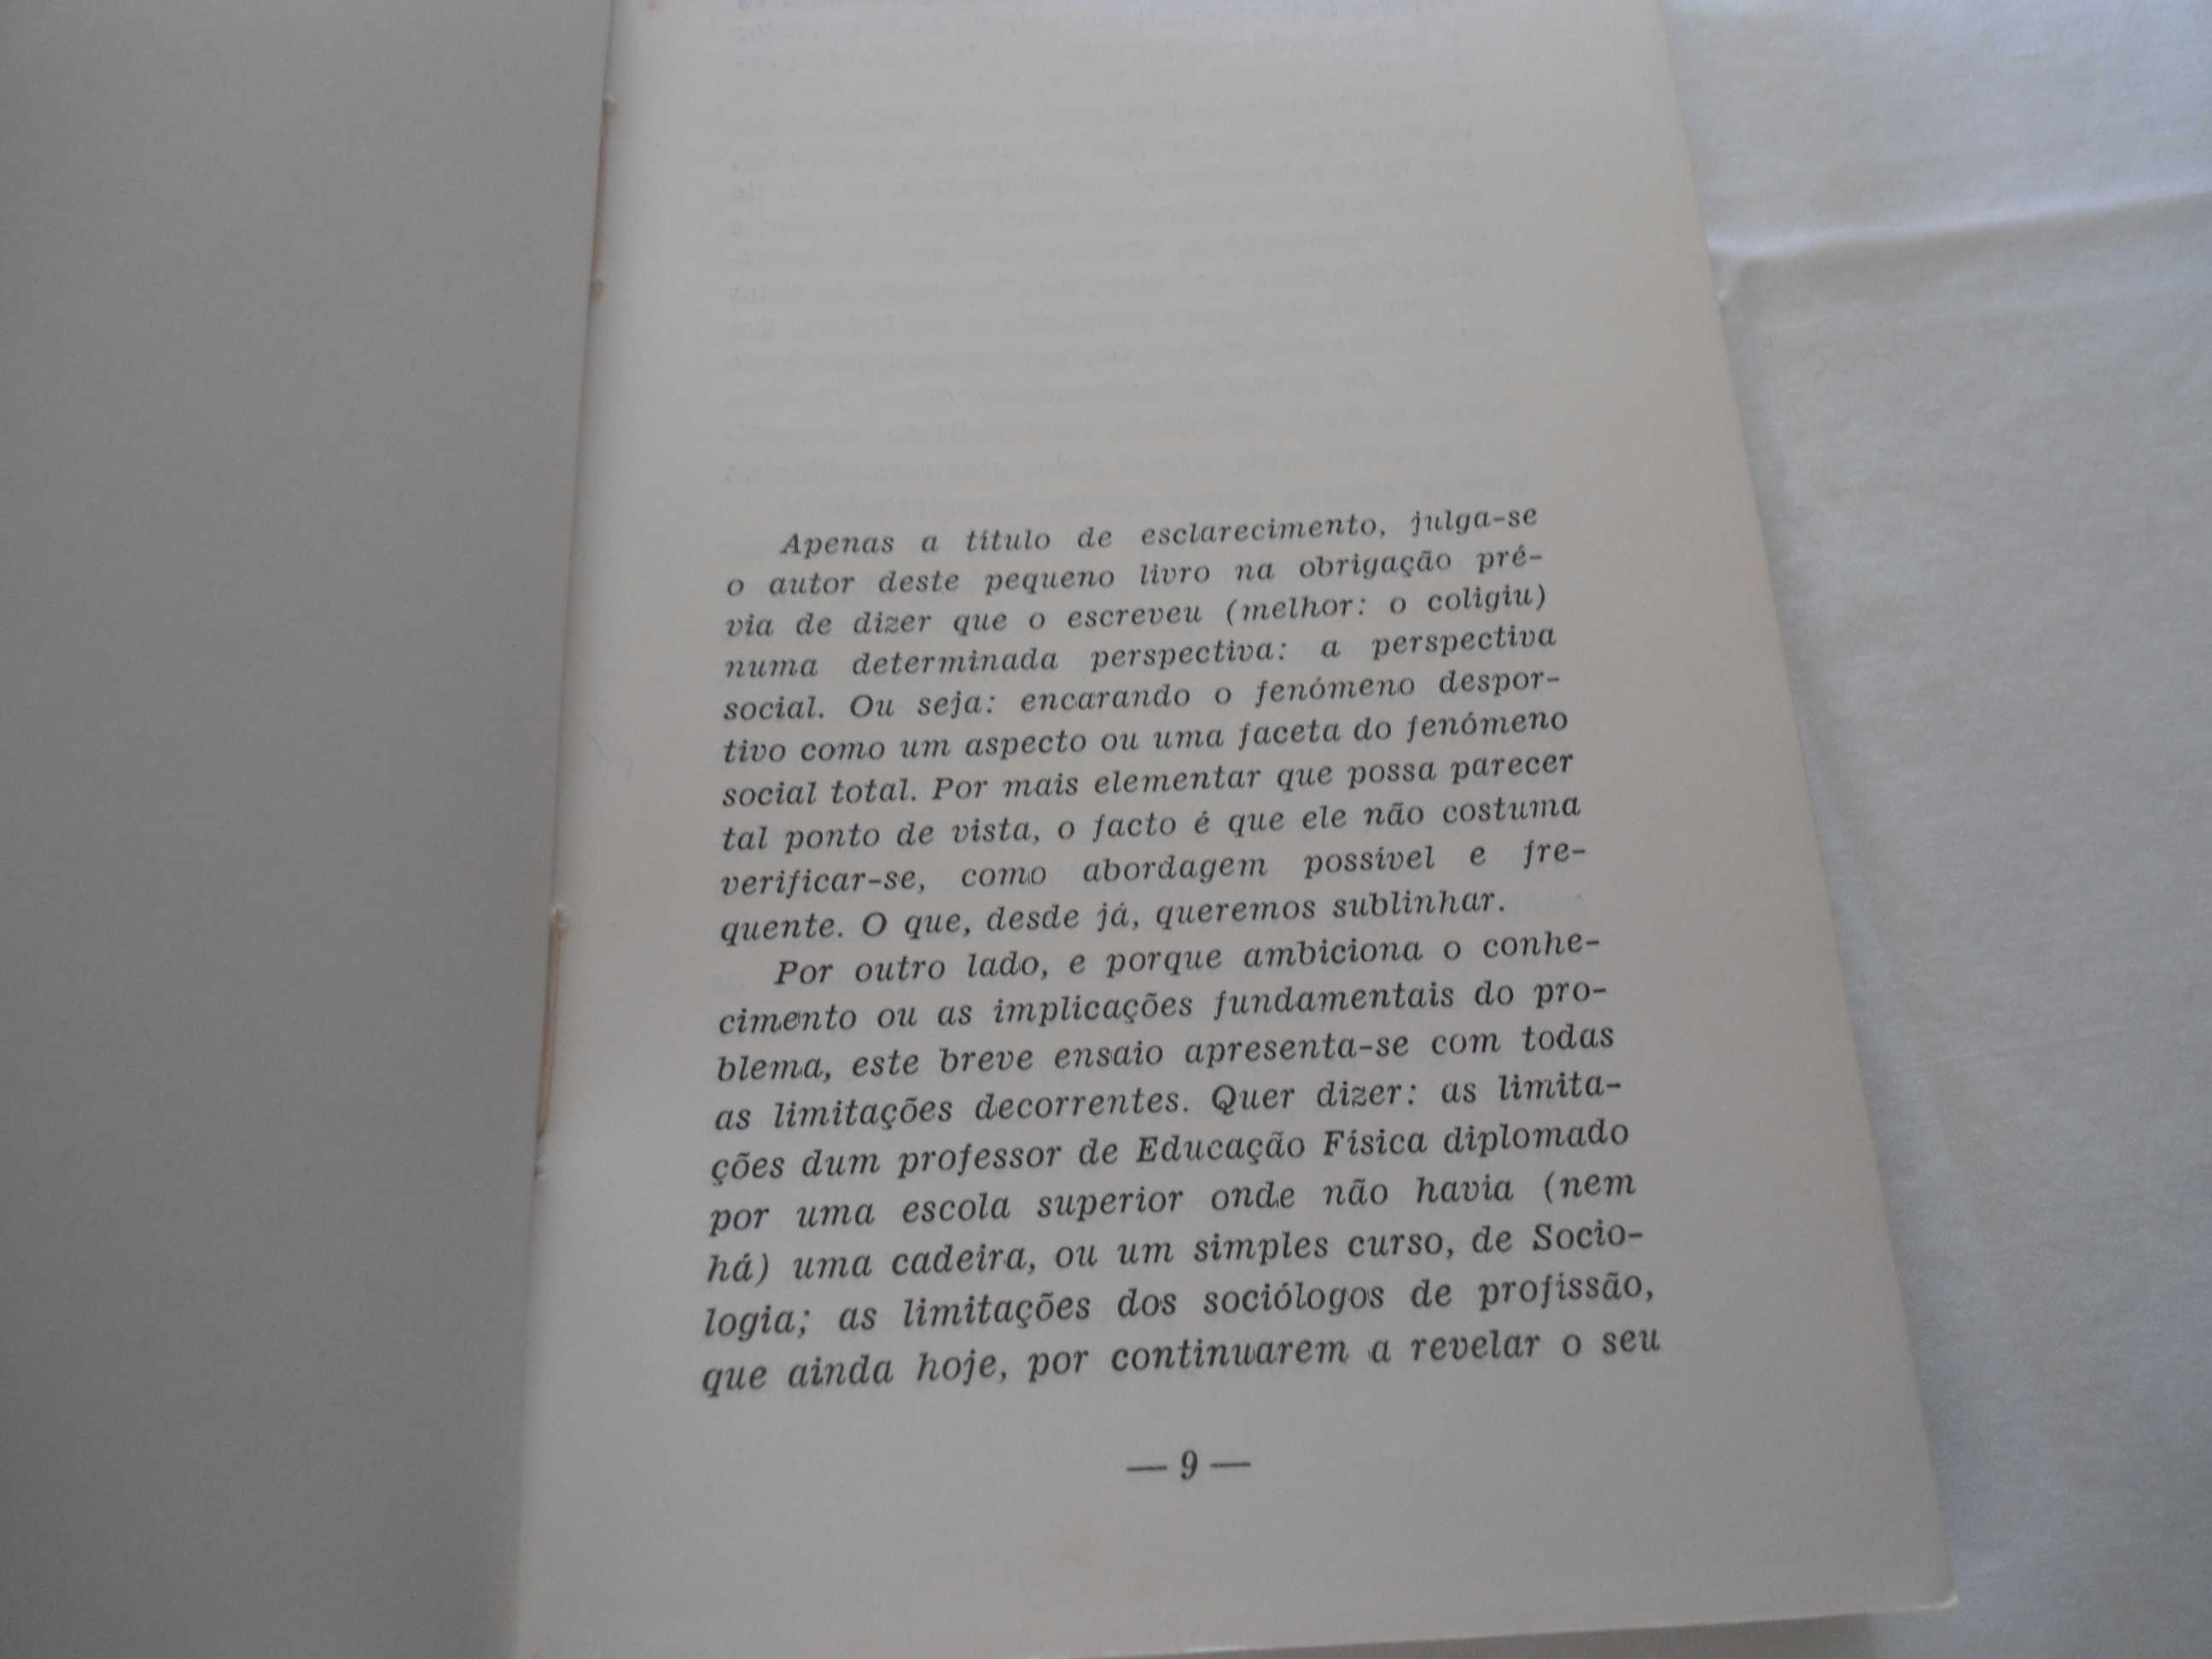 Apenas a título de esclarecimento, julga-se
o autor deste pequeno livro na obrigação pré-
via de dizer que o escreveu (melhor: o coligiu)
numa determinada perspectiva: a perspectiva
social. Ou seja: encarando o fenómeno despor-
tivo como um aspecto ou uma faceta do fenómeno
social total. Por mais elementar que possa parecer
tal ponto de vista, o facto é que ele não costuma
verificar-se, como abordagem possível e fre-
quente. O que, desde já, queremos sublinhar.
Por outro lado, e porque ambiciona o conhe-
cimento ou as implicações fundamentais do pro-
blema, este breve ensaio apresenta-se com todas
as limitações decorrentes. Quer dizer: as limita-
ções dum professor de Educação Física diplomado
por uma escola superior onde não havia (nem
há) uma cadeira, ou um simples curso, de Socio-
logia; as limitações dos sociólogos de profissão,
que ainda hoje, por continuarem a revelar o seu
— 9 —